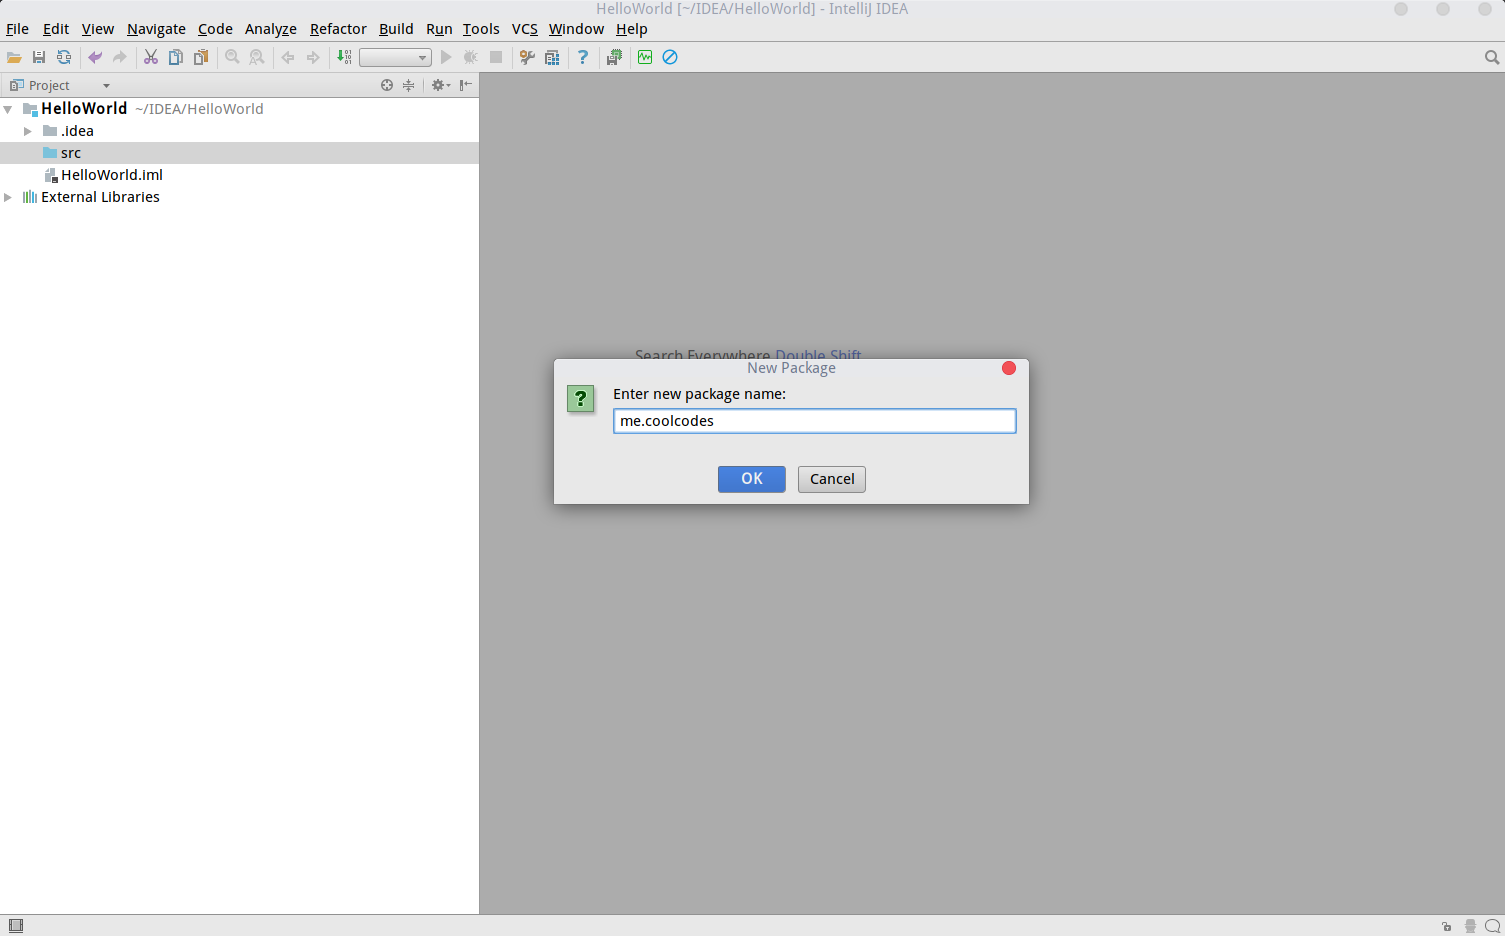 HelloWorld [~/IDEA/HelloWorld] - IntelliJ IDEA
File Edit View Navigate Code Analyze Refactor Build Run Tools VCS Window Help
Project
HelloWorld ~/IDEA/HelloWorld
.idea
src
HelloWorld.iml
External Libraries
Search Everywhere Double Shift
New Package
? Enter new package name:
me.coolcodes
OK Cancel